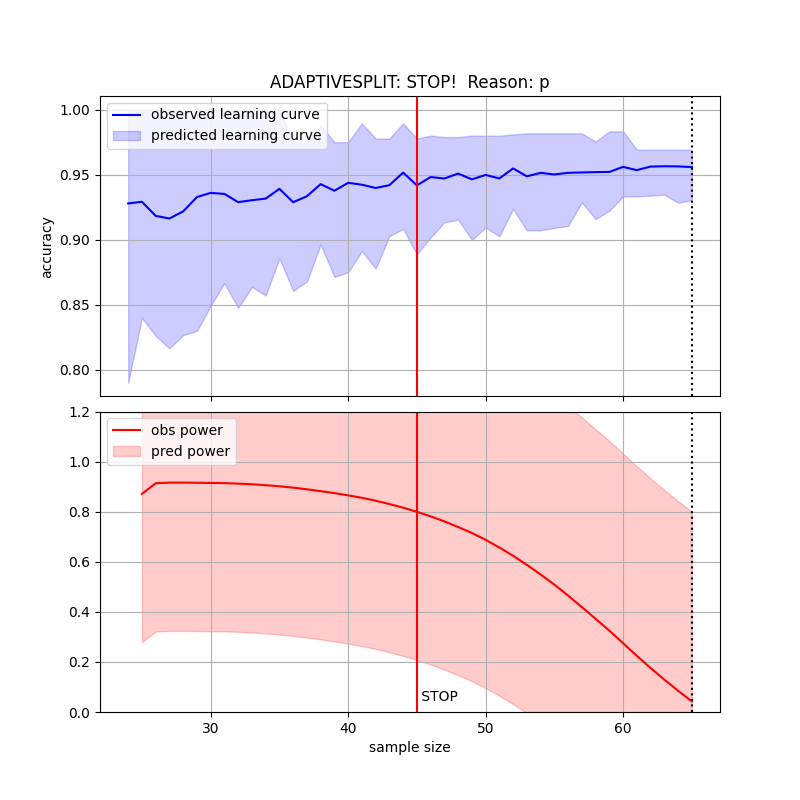 ADAPTIVESPLIT: STOP!  Reason: p
1.00
0.95
0.90
0.85
0.80
accuracy
observed learning curve
predicted learning curve
1.2
1.0
0.8
0.6
0.4
0.2
0.0
obs power
pred power
STOP
30
40
50
60
sample size